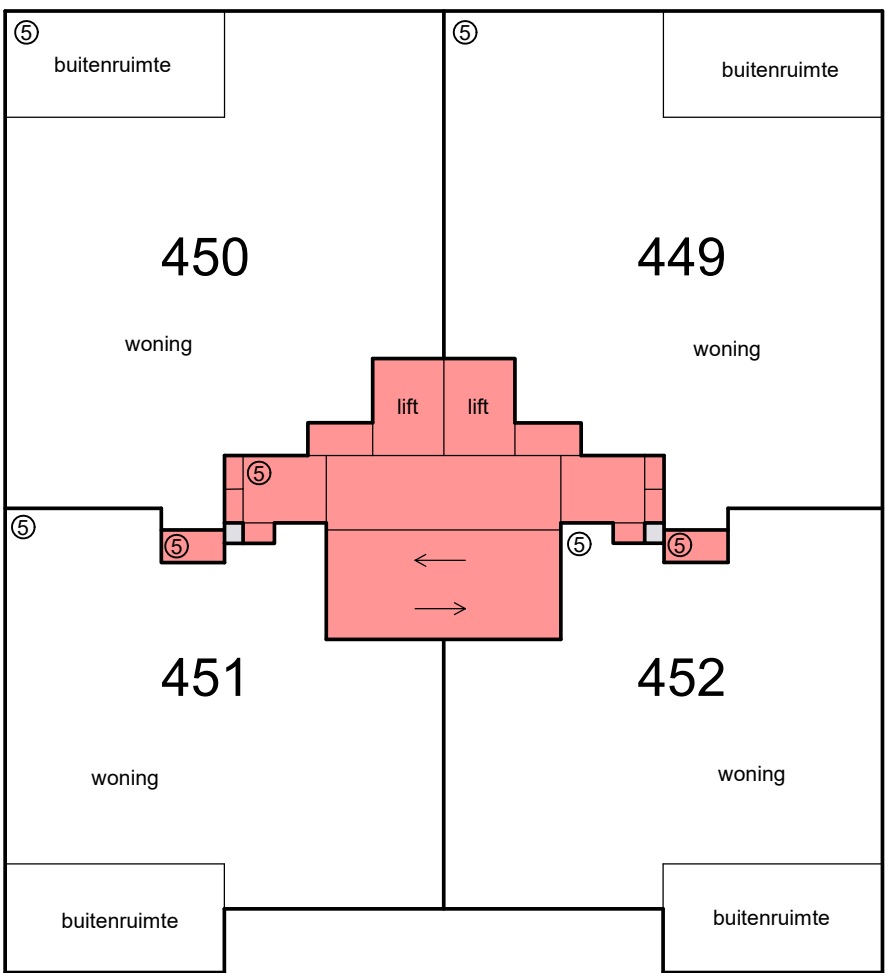 ⑤ ⑤
buitenruimte buitenruimte
450 449
woning woning
lift lift
⑤
⑤ ⑤ ⑤ ⑤
451 452
woning woning
buitenruimte buitenruimte